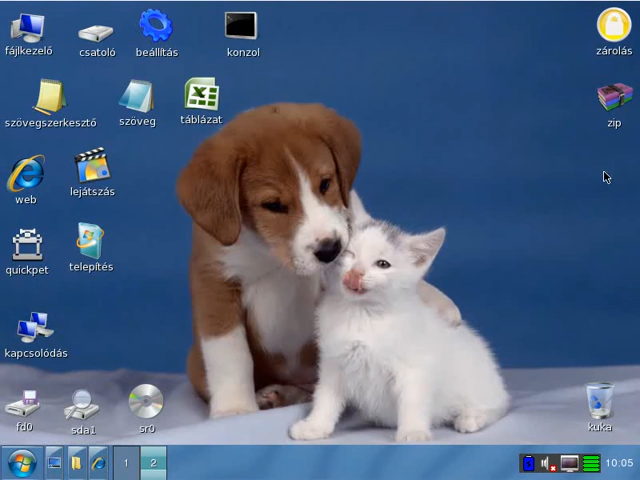 fájlkezelő
csatoló
beállítás
konzol
zárolás
szövegszerkesztő
szöveg
táblázat
zip
web
lejátszás
quickpet
telepítés
kapcsolódás
fd0
sda1
sr0
kuka
1
2
10:05